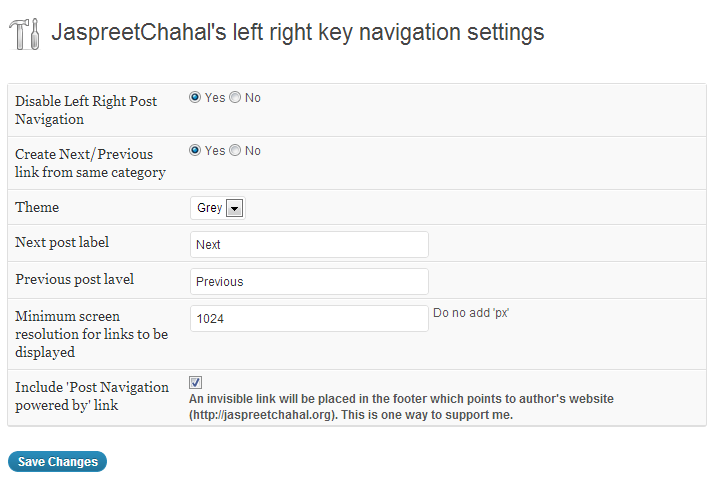 JaspreetChahal's left right key navigation settings
Disable Left Right Post
Navigation
Yes No
Create Next/Previous
link from same category
Yes No
Theme
Grey
Next post label
Next
Previous post lavel
Previous
Minimum screen
resolution for links to be
displayed
1024
Do no add 'px'
Include 'Post Navigation
powered by' link
An invisible link will be placed in the footer which points to author's website
(http://jaspreetchahal.org). This is one way to support me.
Save Changes